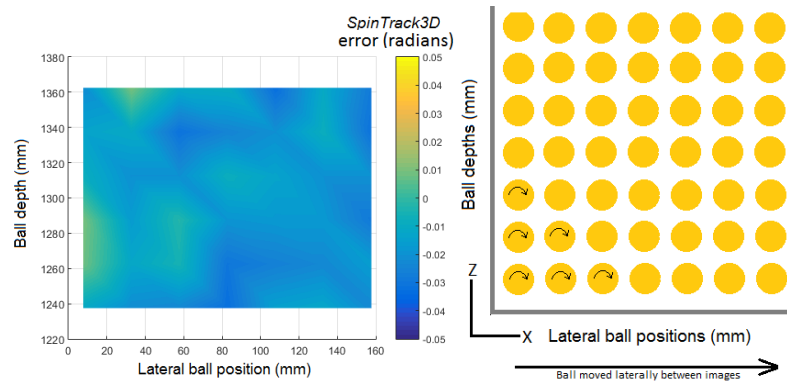 SpinTrack3D
error (radians)
1380
1360
1340
1320
1300
1280
1260
1240
1220
Ball depth (mm)
0 20 40 60 80 100 120 140 160
Lateral ball position (mm)
0.05
0.04
0.03
0.02
0.01
0
-0.01
-0.02
-0.03
-0.04
-0.05
Ball depths (mm)
Z
X
Lateral ball positions (mm)
Ball moved laterally between images